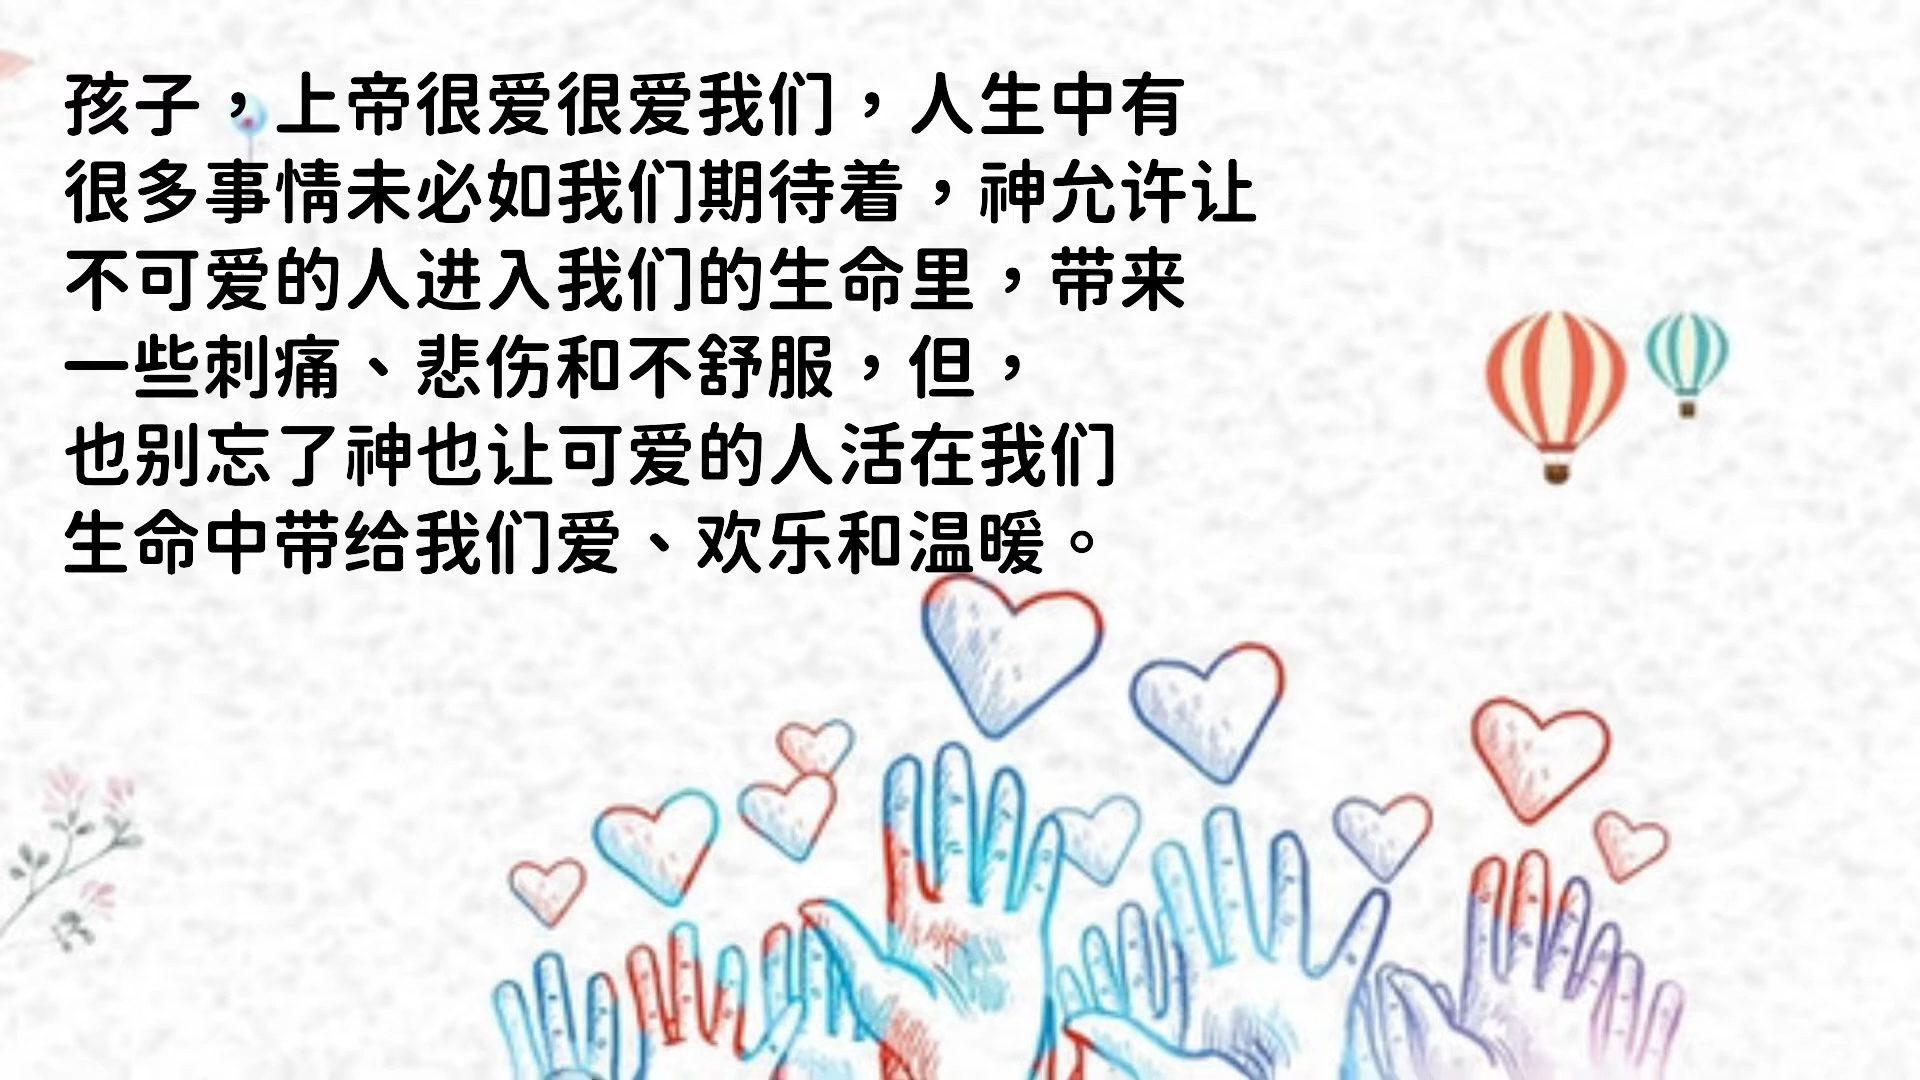 孩子，上帝很爱很爱我们，人生中有
很多事情未必如我们期待着，神允许让
不可爱的人进入我们的生命里，带来
一些刺痛、悲伤和不舒服，但，
也别忘了神也让可爱的人活在我们
生命中带给我们爱、欢乐和温暖。